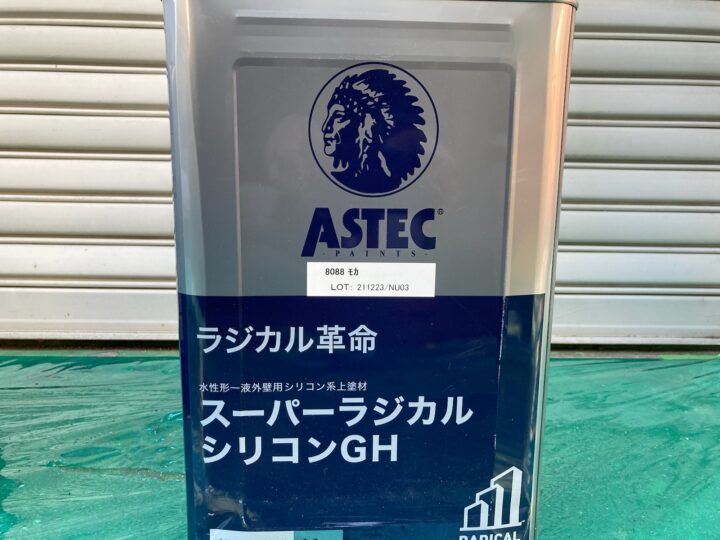 ASTEC®
PAINTS
8088 ﾓｶ
LOT: 211223/NU03
ラジカル革命
水性形一液外壁用シリコン系上塗材
スーパーラジカル
シリコンGH
RADICAL